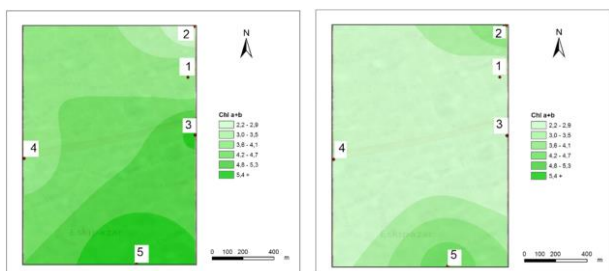 2
N
1
3
4
5
Chl a+b
2,2 - 2,9
3,0 - 3,5
3,6 - 4,1
4,2 - 4,7
4,8 - 5,3
5,4 +
0 100 200 400
m
2
N
1
3
4
5
Chl a+b
2,2 - 2,9
3,0 - 3,5
3,6 - 4,1
4,2 - 4,7
4,8 - 5,3
5,4 +
0 100 200 400
m